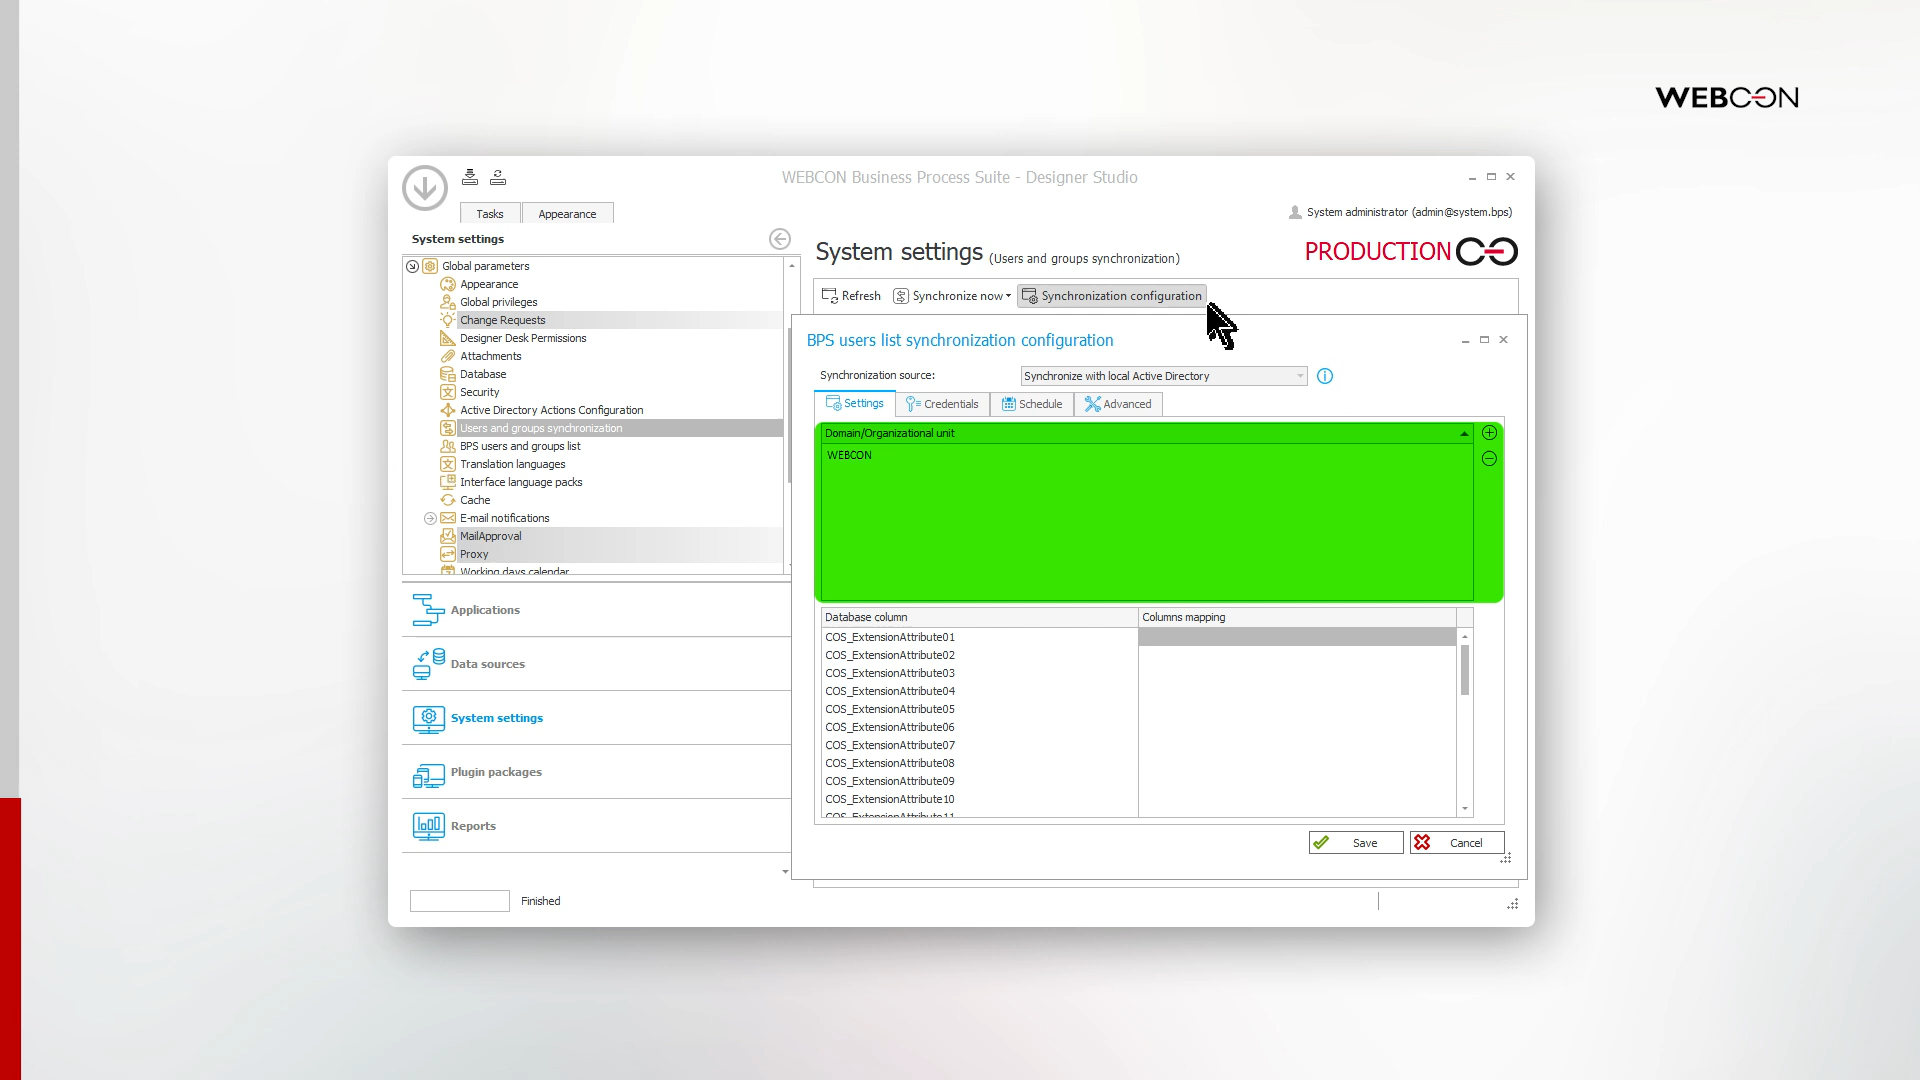 WEBCON
WEBCON Business Process Suite - Designer Studio
Tasks
Appearance
System administrator (admin@system.bps)
System settings
System settings (Users and groups synchronization)
PRODUCTION
Global parameters
Appearance
Global privileges
Change Requests
Designer Desk Permissions
Attachments
Database
Security
Active Directory Actions Configuration
Users and groups synchronization
BPS users and groups list
Translation languages
Interface language packs
Cache
E-mail notifications
MailApproval
Proxy
Working days calendar
Applications
Data sources
System settings
Plugin packages
Reports
Finished
Refresh
Synchronize now
Synchronization configuration
BPS users list synchronization configuration
Synchronization source:
Synchronize with local Active Directory
Settings
Credentials
Schedule
Advanced
Domain/Organizational unit
WEBCON
Database column
Columns mapping
COS_ExtensionAttribute01
COS_ExtensionAttribute02
COS_ExtensionAttribute03
COS_ExtensionAttribute04
COS_ExtensionAttribute05
COS_ExtensionAttribute06
COS_ExtensionAttribute07
COS_ExtensionAttribute08
COS_ExtensionAttribute09
COS_ExtensionAttribute10
COS_ExtensionAttribute11
Save
Cancel